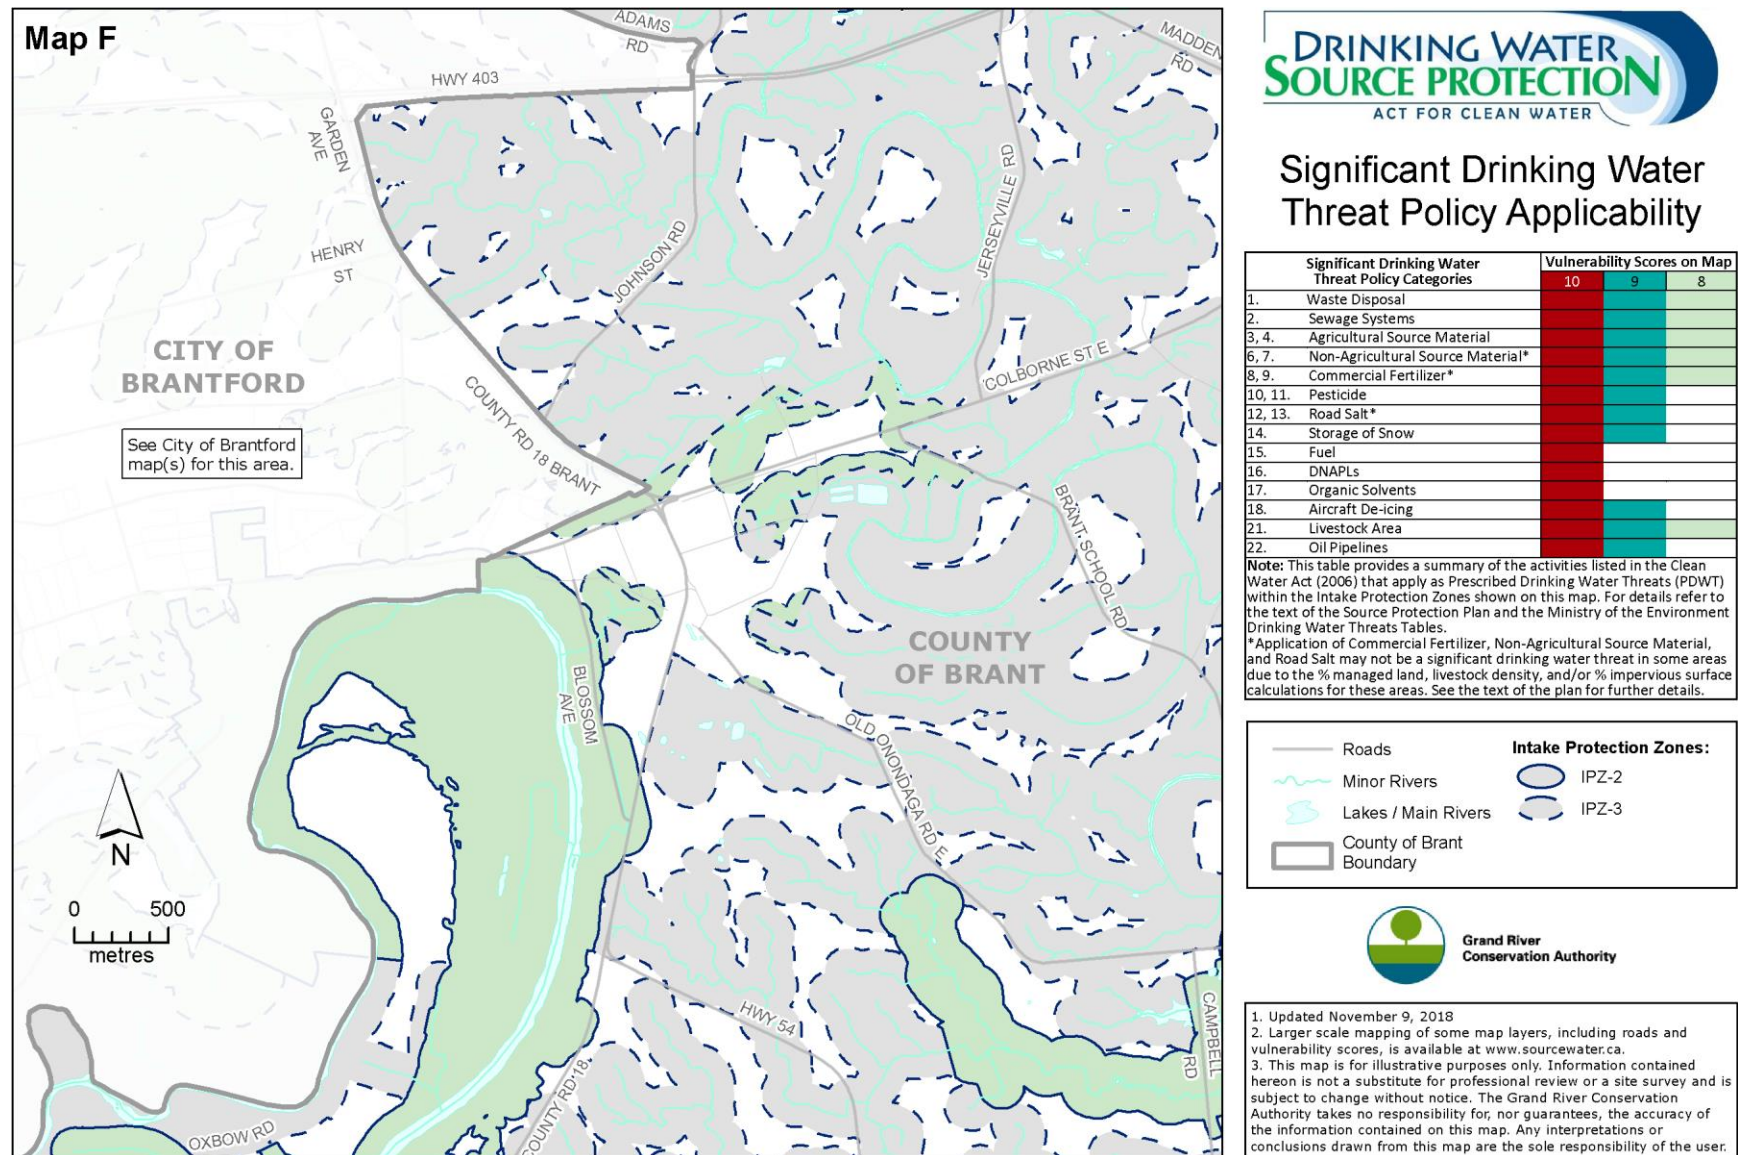 Map F
ADAMS
RD
MADDEN
RD
HWY 403
GARDEN
AVE
HENRY
ST
JOHNSON RD
JERSEYVILLE RD
CITY OF
BRANTFORD
See City of Brantford
map(s) for this area.
COUNTY RD 18 BRANT
COLBORNE ST E
BRANT SCHOOL RD
COUNTY
OF BRANT
BLOSSOM
AVE
OLD ONONDAGA RD E
N
0 500
metres
HWY 54
CAMPBELL
RD
COUNTY RD 18
OXBOW RD
DRINKING WATER
SOURCE PROTECTION
ACT FOR CLEAN WATER
Significant Drinking Water
Threat Policy Applicability
Significant Drinking Water
Threat Policy Categories
Vulnerability Scores on Map
10 9 8
1. Waste Disposal
2. Sewage Systems
3, 4. Agricultural Source Material
6, 7. Non-Agricultural Source Material*
8, 9. Commercial Fertilizer*
10, 11. Pesticide
12, 13. Road Salt*
14. Storage of Snow
15. Fuel
16. DNAPLs
17. Organic Solvents
18. Aircraft De-icing
21. Livestock Area
22. Oil Pipelines
Note: This table provides a summary of the activities listed in the Clean
Water Act (2006) that apply as Prescribed Drinking Water Threats (PDWT)
within the Intake Protection Zones shown on this map. For details refer to
the text of the Source Protection Plan and the Ministry of the Environment
Drinking Water Threats Tables.
*Application of Commercial Fertilizer, Non-Agricultural Source Material,
and Road Salt may not be a significant drinking water threat in some areas
due to the % managed land, livestock density, and/or % impervious surface
calculations for these areas. See the text of the plan for further details.
Roads
Minor Rivers
Lakes / Main Rivers
County of Brant
Boundary
Intake Protection Zones:
IPZ-2
IPZ-3
Grand River
Conservation Authority
1. Updated November 9, 2018
2. Larger scale mapping of some map layers, including roads and
vulnerability scores, is available at www.sourcewater.ca.
3. This map is for illustrative purposes only. Information contained
hereon is not a substitute for professional review or a site survey and is
subject to change without notice. The Grand River Conservation
Authority takes no responsibility for, nor guarantees, the accuracy of
the information contained on this map. Any interpretations or
conclusions drawn from this map are the sole responsibility of the user.